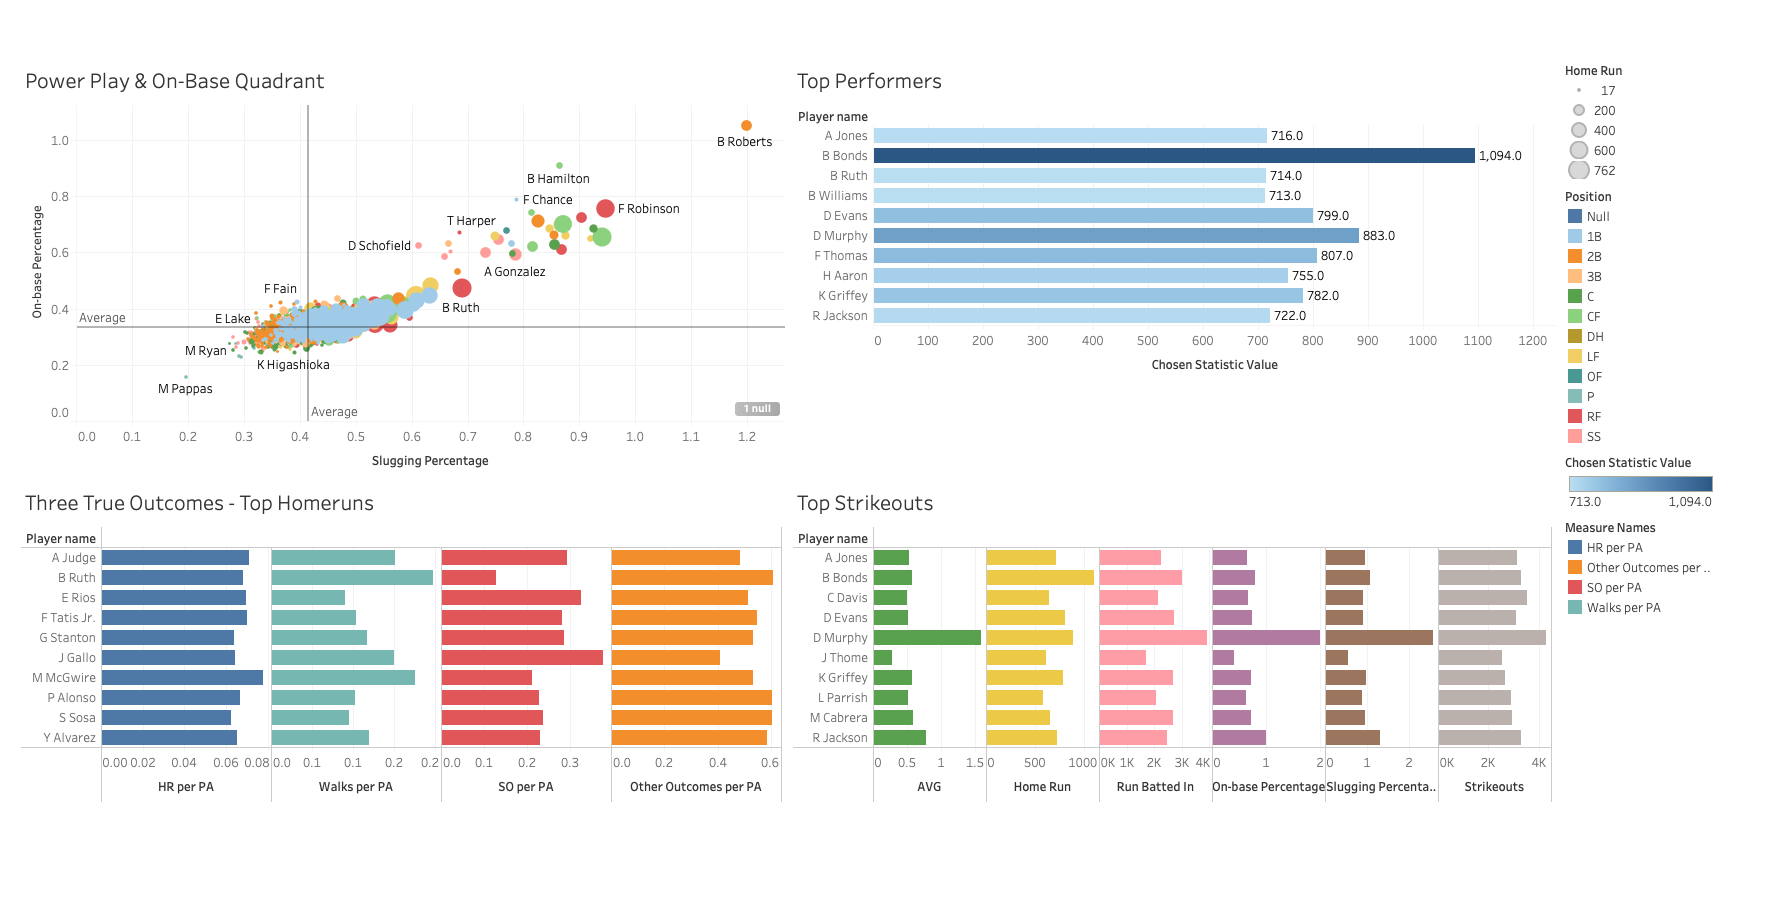 Power Play & On-Base Quadrant
On-base Percentage
1.0
0.8
0.6
0.4
0.2
0.0
B Roberts
B Hamilton
F Chance
F Robinson
T Harper
D Schofield
A Gonzalez
F Fain
B Ruth
E Lake
Average
M Ryan
K Higashioka
M Pappas
Average
1 null
0.0 0.1 0.2 0.3 0.4 0.5 0.6 0.7 0.8 0.9 1.0 1.1 1.2
Slugging Percentage
Top Performers
Player name
A Jones 716.0
B Bonds 1,094.0
B Ruth 714.0
B Williams 713.0
D Evans 799.0
D Murphy 883.0
F Thomas 807.0
H Aaron 755.0
K Griffey 782.0
R Jackson 722.0
0 100 200 300 400 500 600 700 800 900 1000 1100 1200
Chosen Statistic Value
Home Run
17
200
400
600
762
Position
Null
1B
2B
3B
C
CF
DH
LF
OF
P
RF
SS
Chosen Statistic Value
713.0 1,094.0
Measure Names
HR per PA
Other Outcomes per ..
SO per PA
Walks per PA
Three True Outcomes - Top Homeruns
Player name
A Judge
B Ruth
E Rios
F Tatis Jr.
G Stanton
J Gallo
M McGwire
P Alonso
S Sosa
Y Alvarez
0.00 0.02 0.04 0.06 0.08 0.0 0.1 0.1 0.2 0.2 0.0 0.1 0.2 0.3 0.0 0.2 0.4 0.6
HR per PA Walks per PA SO per PA Other Outcomes per PA
Top Strikeouts
Player name
A Jones
B Bonds
C Davis
D Evans
D Murphy
J Thome
K Griffey
L Parrish
M Cabrera
R Jackson
0 0.5 1 1.5 0 500 1000 0K 1K 2K 3K 4K 0 1 2 0 1 2 0K 2K 4K
AVG Home Run Run Batted In On-base Percentage Slugging Percenta.. Strikeouts